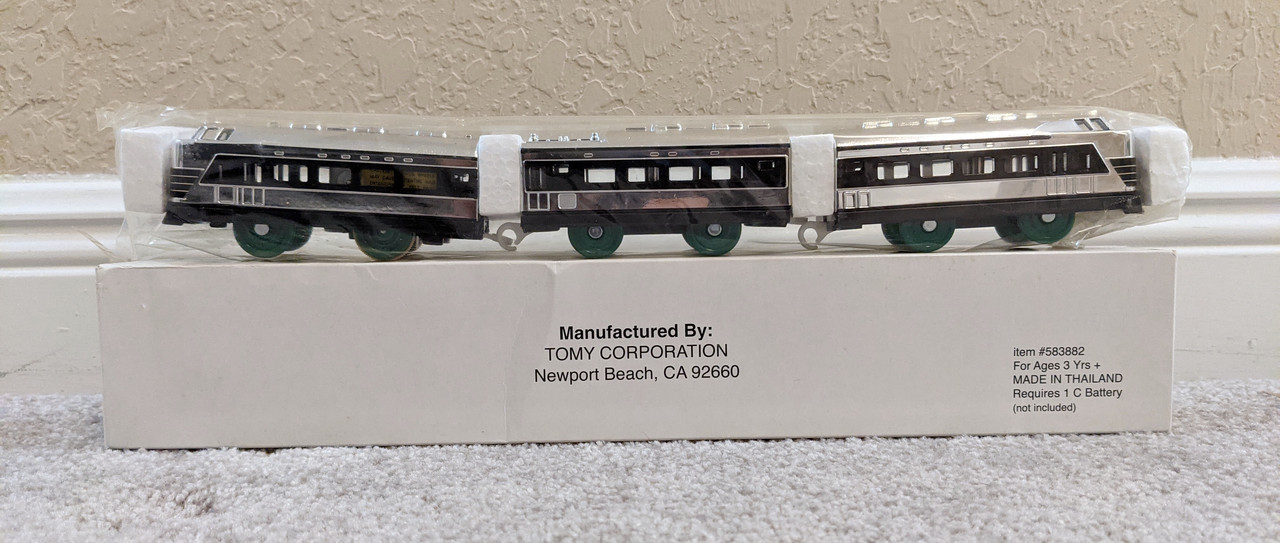 Manufactured By:
TOMY CORPORATION
Newport Beach, CA 92660
item #583882
For Ages 3 Yrs +
MADE IN THAILAND
Requires 1 C Battery
(not included)